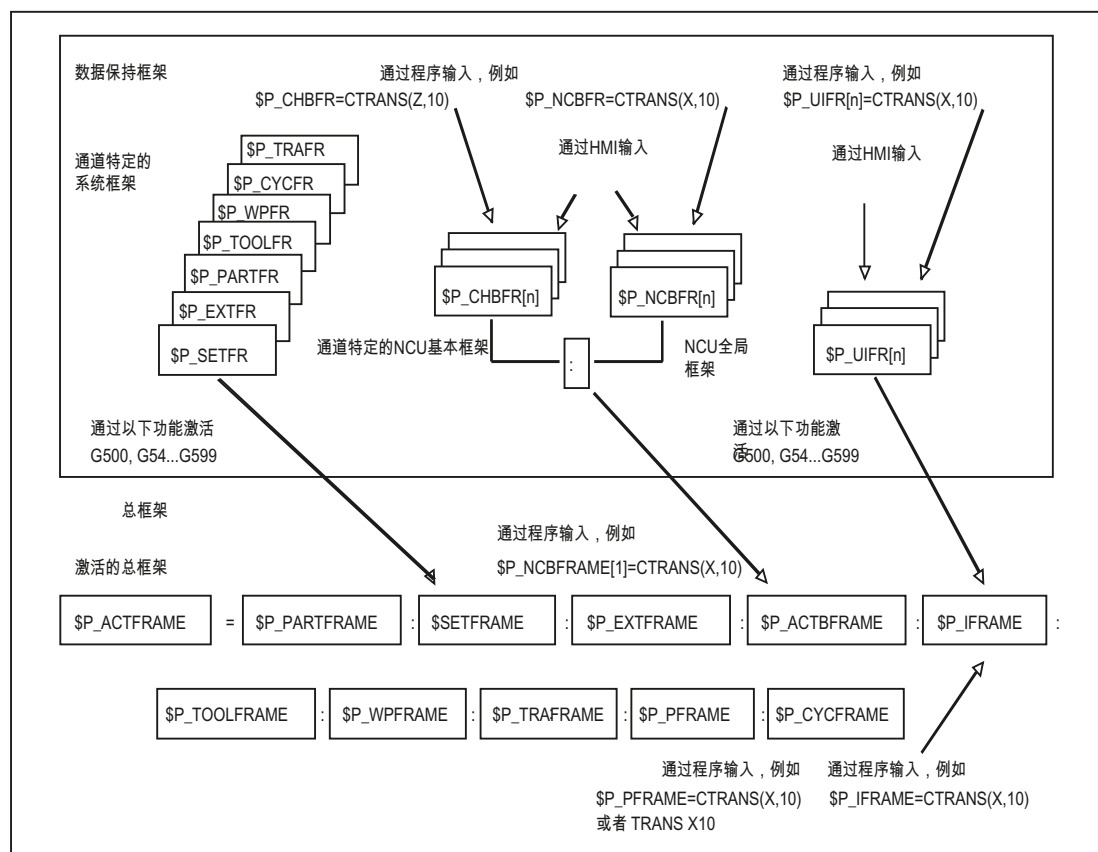 数据保持框架
通过程序输入，例如
$P_CHBFR=CTRANS(Z,10)
$P_NCBFR=CTRANS(X,10)
通过程序输入，例如
$P_UIFR[n]=CTRANS(X,10)
通过HMI输入
通过HMI输入
通道特定的
系统框架
$P_TRAFR
$P_CYCFR
$P_WPFR
$P_TOOLFR
$P_PARTFR
$P_EXTFR
$P_SETFR
$P_CHBFR[n]
$P_NCBFR[n]
$P_UIFR[n]
通道特定的NCU基本框架
:
NCU全局
框架
通过以下功能激活
G500, G54...G599
通过以下功能激
活
G500, G54...G599
总框架
通过程序输入，例如
$P_NCBFRAME[1]=CTRANS(X,10)
激活的总框架
$P_ACTFRAME = $P_PARTFRAME : $SETFRAME : $P_EXTFRAME : $P_ACTBFRAME : $P_IFRAME :
$P_TOOLFRAME : $P_WPFRAME : $P_TRAFRAME : $P_PFRAME : $P_CYCFRAME
通过程序输入，例如
$P_PFRAME=CTRANS(X,10)
或者 TRANS X10
通过程序输入，例如
$P_IFRAME=CTRANS(X,10)